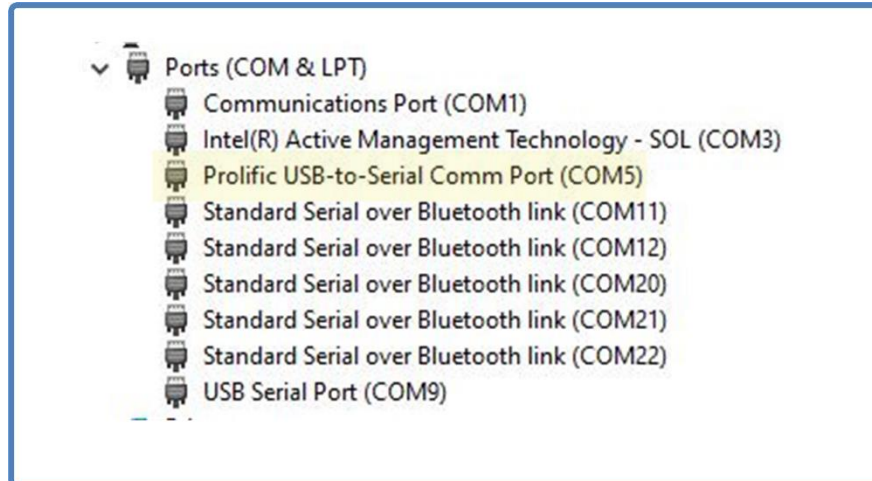 Ports (COM & LPT)
Communications Port (COM1)
Intel(R) Active Management Technology - SOL (COM3)
Prolific USB-to-Serial Comm Port (COM5)
Standard Serial over Bluetooth link (COM11)
Standard Serial over Bluetooth link (COM12)
Standard Serial over Bluetooth link (COM20)
Standard Serial over Bluetooth link (COM21)
Standard Serial over Bluetooth link (COM22)
USB Serial Port (COM9)